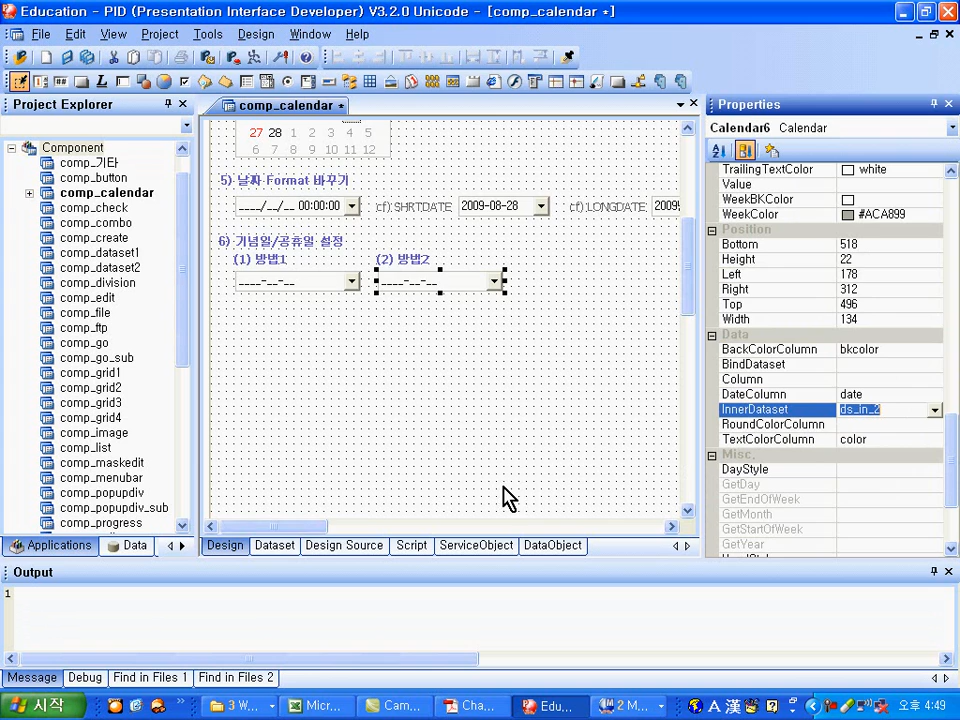 Education - PID (Presentation Interface Developer) V3.2.0 Unicode - [comp_calendar *]
File Edit View Project Tools Design Window Help
Project Explorer
Component
comp_기타
comp_button
comp_calendar
comp_check
comp_combo
comp_create
comp_dataset1
comp_dataset2
comp_division
comp_edit
comp_file
comp_ftp
comp_go
comp_go_sub
comp_grid1
comp_grid2
comp_grid3
comp_grid4
comp_image
comp_list
comp_maskedit
comp_menubar
comp_popupdiv
comp_popupdiv_sub
comp_progress
Applications Data
comp_calendar *
27 28 1 2 3 4 5
6 7 8 9 10 11 12
5) 날짜 Format 바꾸기
____/__/__ 00:00:00 cf) SHRTDATE 2009-08-28 cf) LONGDATE 2009
6) 기념일/공휴일 설정
(1) 방법1 (2) 방법2
____-__-__ ____-__-__
Design Dataset Design Source Script ServiceObject DataObject
Properties
Calendar6 Calendar
TrailingTextColor white
Value
WeekBKColor
WeekColor #ACA899
Position
Bottom 518
Height 22
Left 178
Right 312
Top 496
Width 134
Data
BackColorColumn bkcolor
BindDataset
Column
DateColumn date
InnerDataset ds_in_2
RoundColorColumn
TextColorColumn color
Misc,
DayStyle
GetDay
GetEndOfWeek
GetMonth
GetStartOfWeek
GetYear
Output
1
Message Debug Find in Files 1 Find in Files 2
시작 3 W... Micr... Cam... Cha... Edu... 2 M... A 漢 오후 4:49